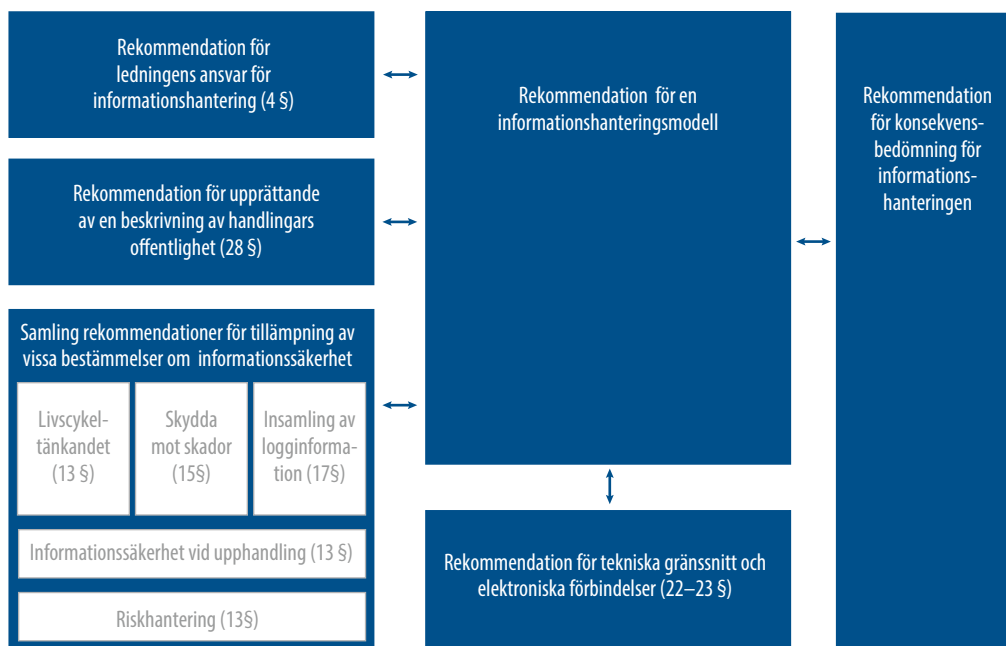 Rekommendation för
ledningens ansvar för
informationshantering (4 §)
Rekommendation för upprättande
av en beskrivning av handlingars
offentlighet (28 §)
Samling rekommendationer för tillämpning av
vissa bestämmelser om informationssäkerhet
Livscykel-
tänkandet
(13 §)
Skydda
mot skador
(15§)
Insamling av
logginforma-
tion (17§)
Informationssäkerhet vid upphandling (13 §)
Riskhantering (13§)
Rekommendation för en
informationshanteringsmodell
Rekommendation för tekniska gränssnitt och
elektroniska förbindelser (22–23 §)
Rekommendation
för konsekvens-
bedömning för
informations-
hanteringen